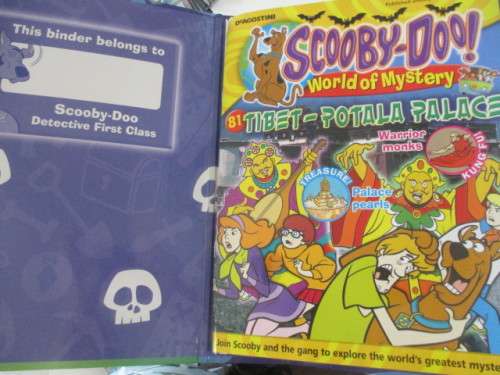 This binder belongs to
Scooby-Doo
Detective First Class
DeAGOSTINI
SCOOBY-DOO!
World of Mystery
81 TIBET - POTALA PALACE
Warrior
monks
KUNG FU!
TREASURE!
Palace
pearls
Join Scooby and the gang to explore the world's greatest